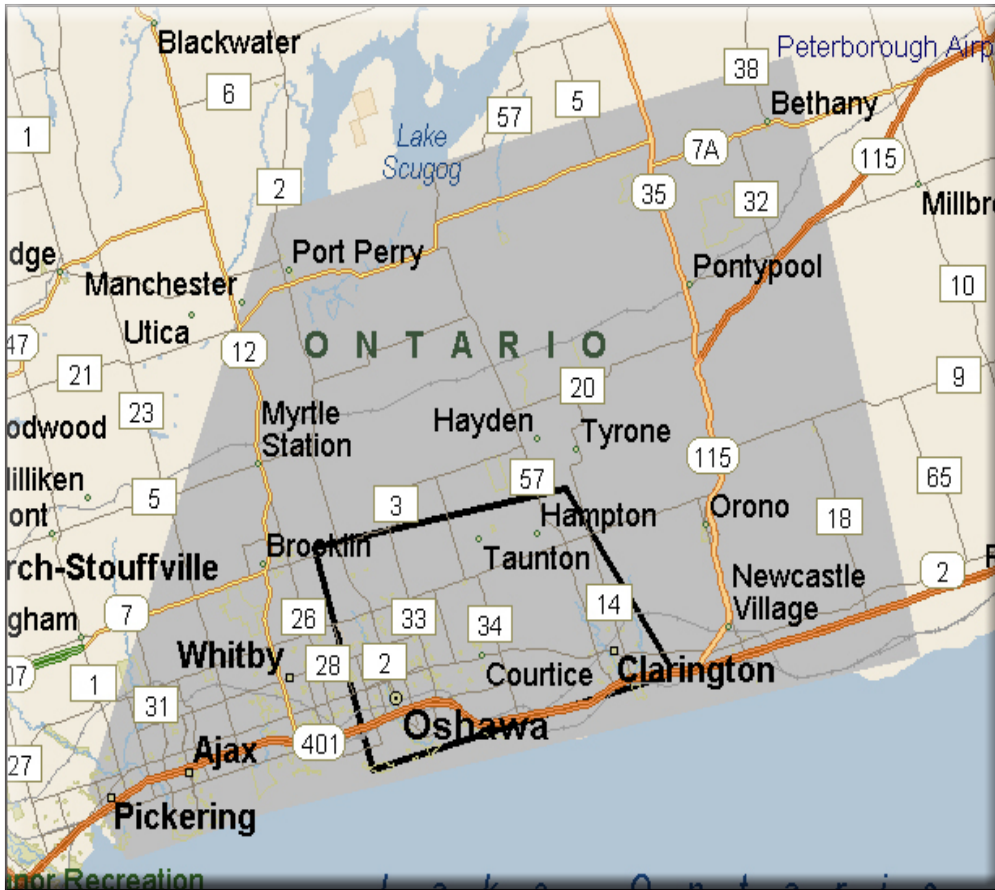 Blackwater
Peterborough Airp
38
6
5
Bethany
57
1
Lake
Scugog
7A
115
2
35
32
Millbr
dge
Port Perry
Pontypool
Manchester
10
Utica
47
12
ONTARIO
21
20
9
23
Myrtle
Station
Hayden
Tyrone
odwood
115
57
65
illiken
5
3
ont
Hampton
Orono
18
Brooklin
Taunton
rch-Stouffville
2
Newcastle
Village
7
26
33
14
gham
34
Whitby
28
2
Courtice
Clarington
07
1
31
Oshawa
401
Ajax
27
Pickering
nor Recreation
Lake Ontario